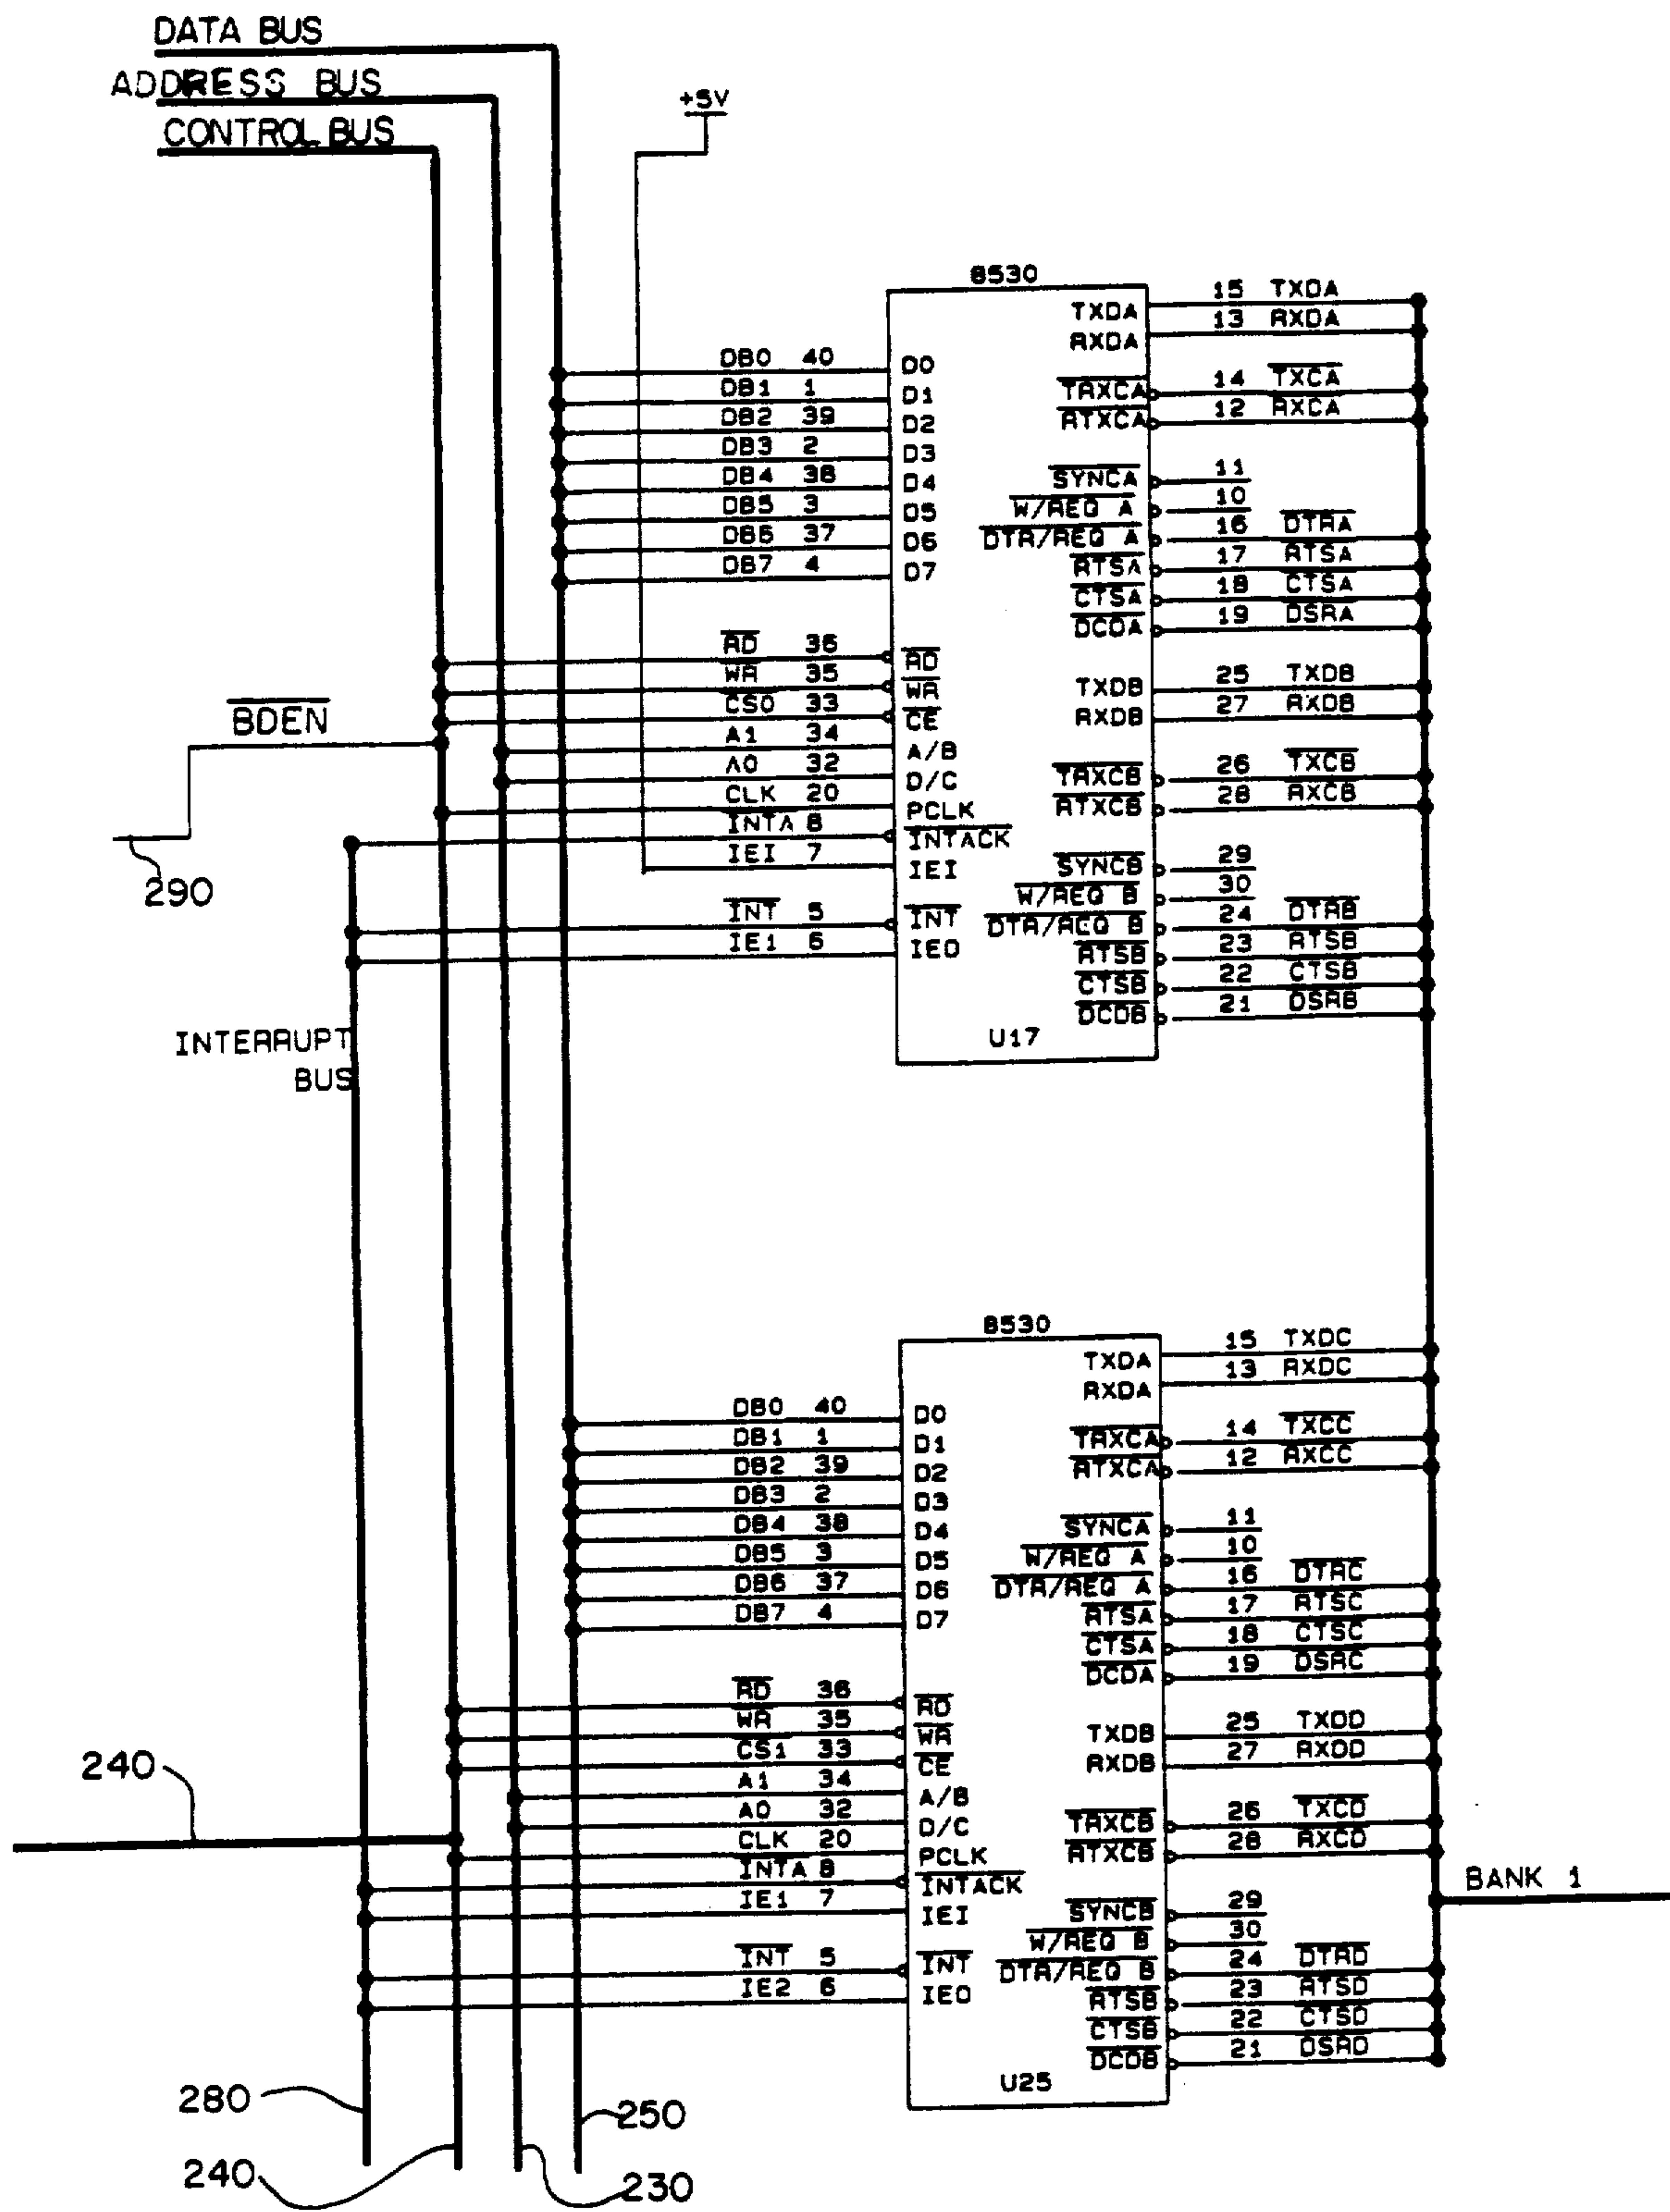 DATA BUS
ADDRESS BUS
CONTROL BUS
+5V
8530
TXDA 15 TXDA
RXDA 13 RXDA
DB0 40 D0
TRXCA 14 TXCA
DB1 1 D1
RTXCA 12 RXCA
DB2 39 D2
DB3 2 D3
SYNCA 11
DB4 38 D4
W/REQ A 10
DB5 3 D5
DTR/REQ A 16 DTRA
DB6 37 D6
RTSA 17 RTSA
DB7 4 D7
CTSA 18 CTSA
DCDA 19 DSRA
RD 36 RD
WR 35 WR
TXDB 25 TXDB
CS0 33 CE
RXDB 27 RXDB
BDEN
A1 34 A/B
A0 32 D/C
TRXCB 26 TXCB
CLK 20 PCLK
RTXCB 28 RXCB
INTA 8 INTACK
IEI 7 IEI
SYNCB 29
290
W/REQ B 30
INT 5 INT
DTR/REQ B 24 DTRB
IE1 6 IEO
RTSB 23 RTSB
CTSB 22 CTSB
DCDB 21 DSRB
U17
INTERRUPT
BUS
8530
TXDA 15 TXDC
RXDA 13 RXDC
DB0 40 D0
TRXCA 14 TXCC
DB1 1 D1
RTXCA 12 RXCC
DB2 39 D2
DB3 2 D3
SYNCA 11
DB4 38 D4
W/REQ A 10
DB5 3 D5
DTR/REQ A 16 DTRC
DB6 37 D6
RTSA 17 RTSC
DB7 4 D7
CTSA 18 CTSC
DCDA 19 DSRC
RD 36 RD
WR 35 WR
TXDB 25 TXDD
CS1 33 CE
RXDB 27 RXDD
240
A1 34 A/B
A0 32 D/C
TRXCB 26 TXCD
CLK 20 PCLK
RTXCB 28 RXCD
INTA 8 INTACK
BANK 1
IE1 7 IEI
SYNCB 29
W/REQ B 30
INT 5 INT
DTR/REQ B 24 DTRD
IE2 6 IEO
RTSB 23 RTSD
CTSB 22 CTSD
DCDB 21 DSRD
U25
280
250
240
230